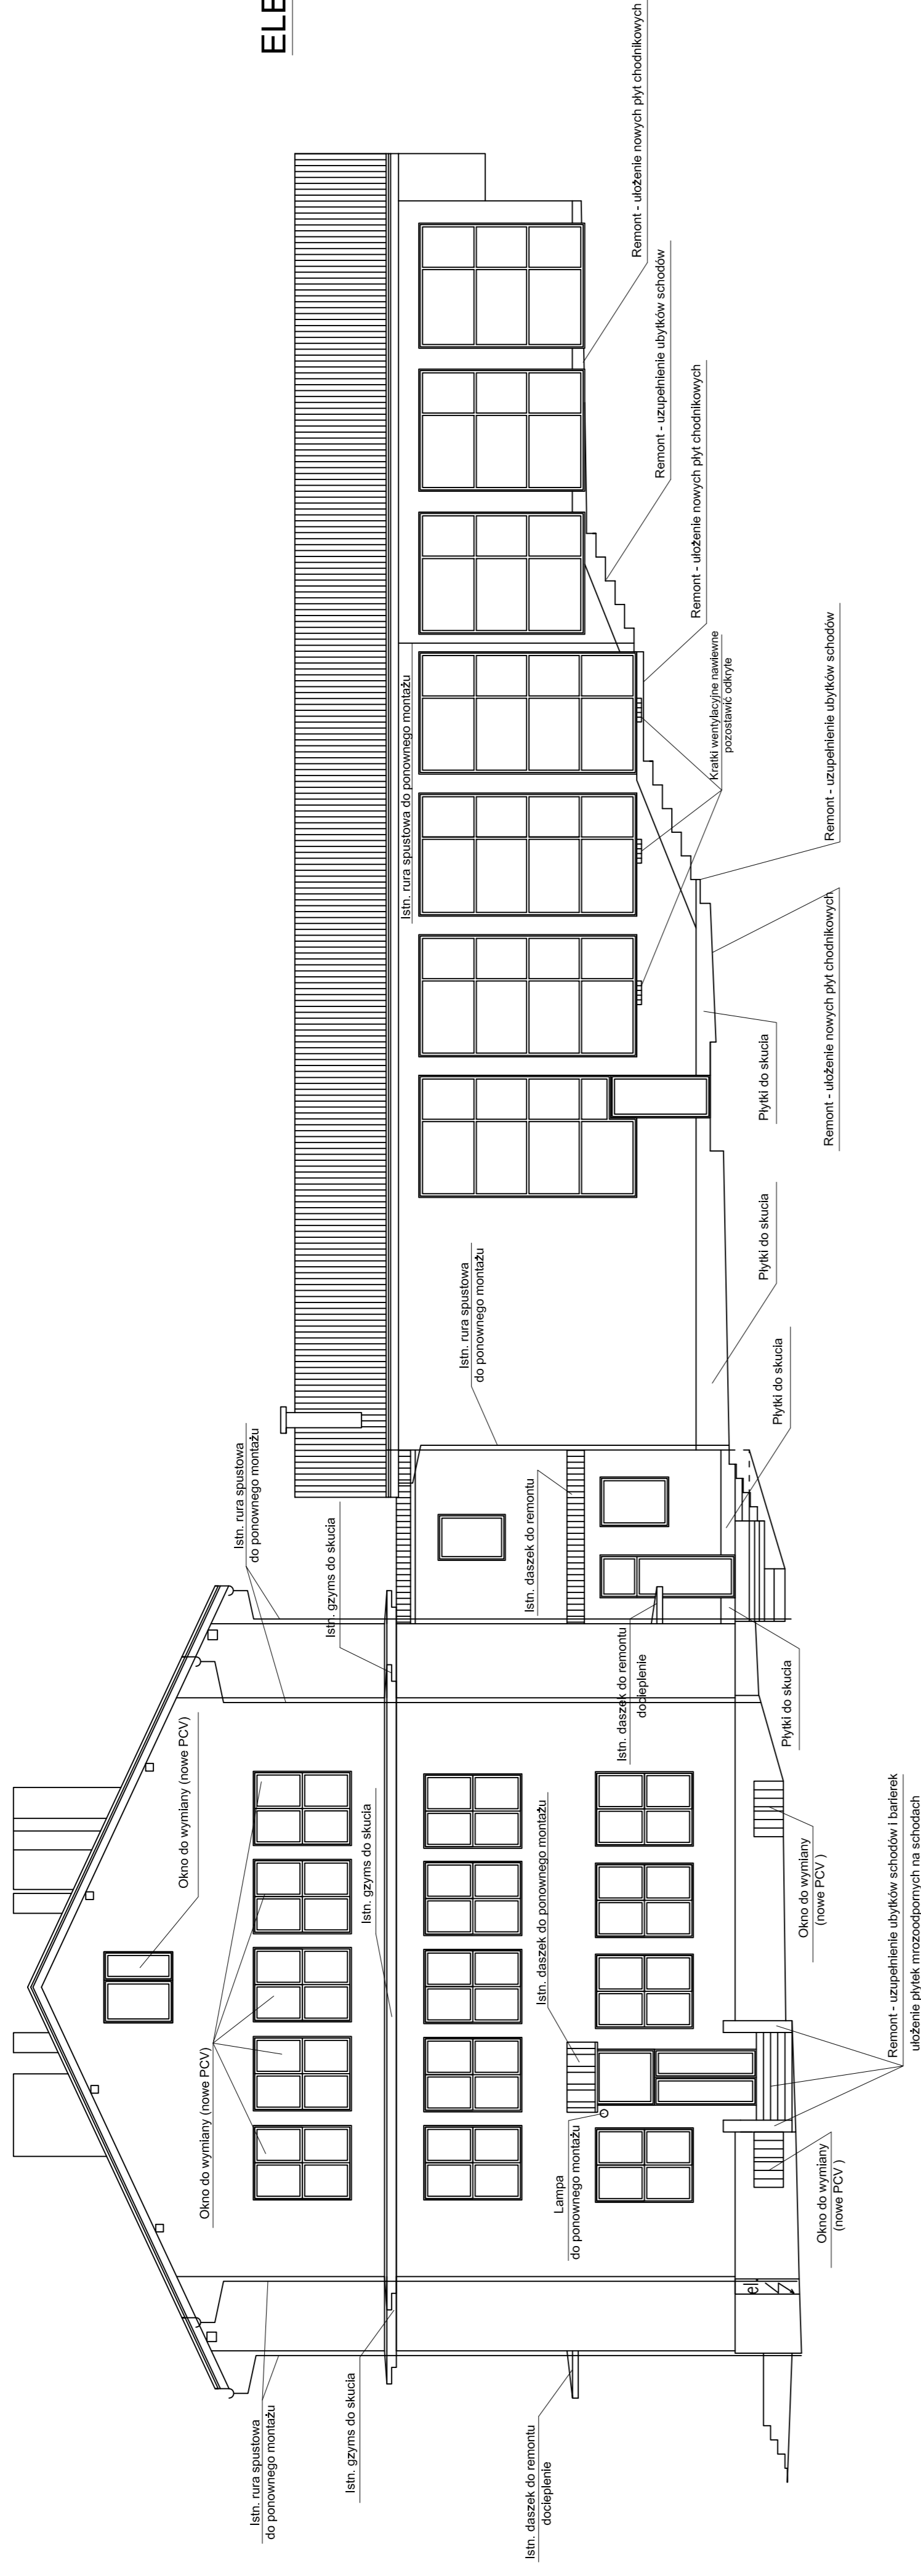 ELE
Istn. rura spustowa
do ponownego montażu
Istn. gzyms do skucia
Istn. daszek do remontu
docieplenie
Okno do wymiany (nowe PCV)
Okno do wymiany (nowe PCV)
Istn. gzyms do skucia
Lampa
do ponownego montażu
Istn. daszek do ponownego montażu
el.
Okno do wymiany
(nowe PCV )
Okno do wymiany
(nowe PCV )
Remont - uzupełnienie ubytków schodów i barierek
ułożenie płytek mrozoodpornych na schodach
Istn. rura spustowa
do ponownego montażu
Istn. gzyms do skucia
Istn. daszek do remontu
Istn. daszek do remontu
docieplenie
Płytki do skucia
Płytki do skucia
Istn. rura spustowa
do ponownego montażu
Płytki do skucia
Płytki do skucia
Istn. rura spustowa do ponownego montażu
Remont - ułożenie nowych płyt chodnikowych
Remont - uzupełnienie ubytków schodów
Kratki wentylacyjne nawiewne
pozostawić odkryte
Remont - ułożenie nowych płyt chodnikowych
Remont - uzupełnienie ubytków schodów
Remont - ułożenie nowych płyt chodnikowych